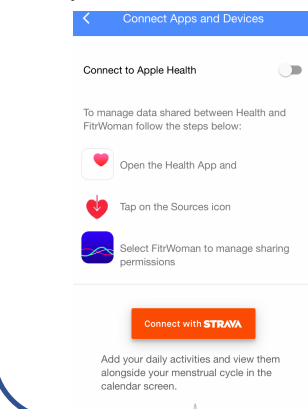 Connect Apps and Devices
Connect to Apple Health
To manage data shared between Health and
FitrWoman follow the steps below:
Open the Health App and
Tap on the Sources icon
Select FitrWoman to manage sharing
permissions
Connect with STRAVA
Add your daily activities and view them
alongside your menstrual cycle in the
calendar screen.